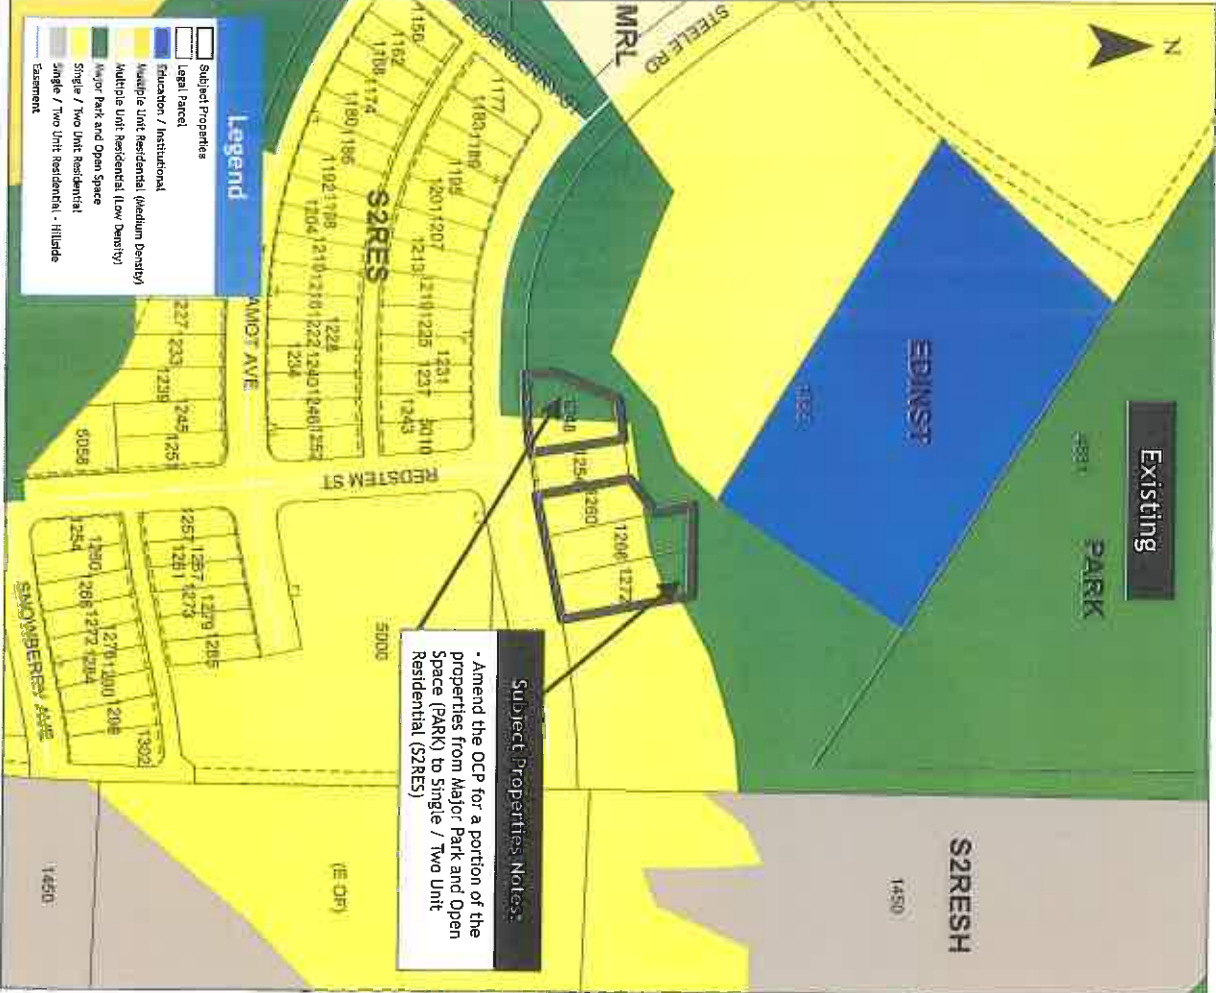 Existing
N
STEELE RD
MRL
ELDERBERRY ST
EDINST
PARK
S2RES
S2RESH
1450
1156
1162
1168
1174
1180
1186
1192
1198
1204
1210
1216
1222
1228
1234
1240
1246
1252
1177
1183
1189
1195
1201
1207
1213
1219
1225
1231
1237
1243
5010
1248
1254
1260
1266
1272
REDSTEM ST
AMOT AVE
227
1233
1239
1245
1251
5058
1257
1267
1261
1273
1279
1285
1254
1260
1266
1272
1278
1284
1290
1296
1302
SNOWBERRY AVE
5000
(E OF)
1450
Subject Properties Notes:
- Amend the OCP for a portion of the
properties from Major Park and Open
Space (PARK) to Single / Two Unit
Residential (S2RES)
Legend
Subject Properties
Legal Parcel
Education / Institutional
Multiple Unit Residential (Medium Density)
Multiple Unit Residential (Low Density)
Major Park and Open Space
Single / Two Unit Residential
Single / Two Unit Residential - Hillside
Easement